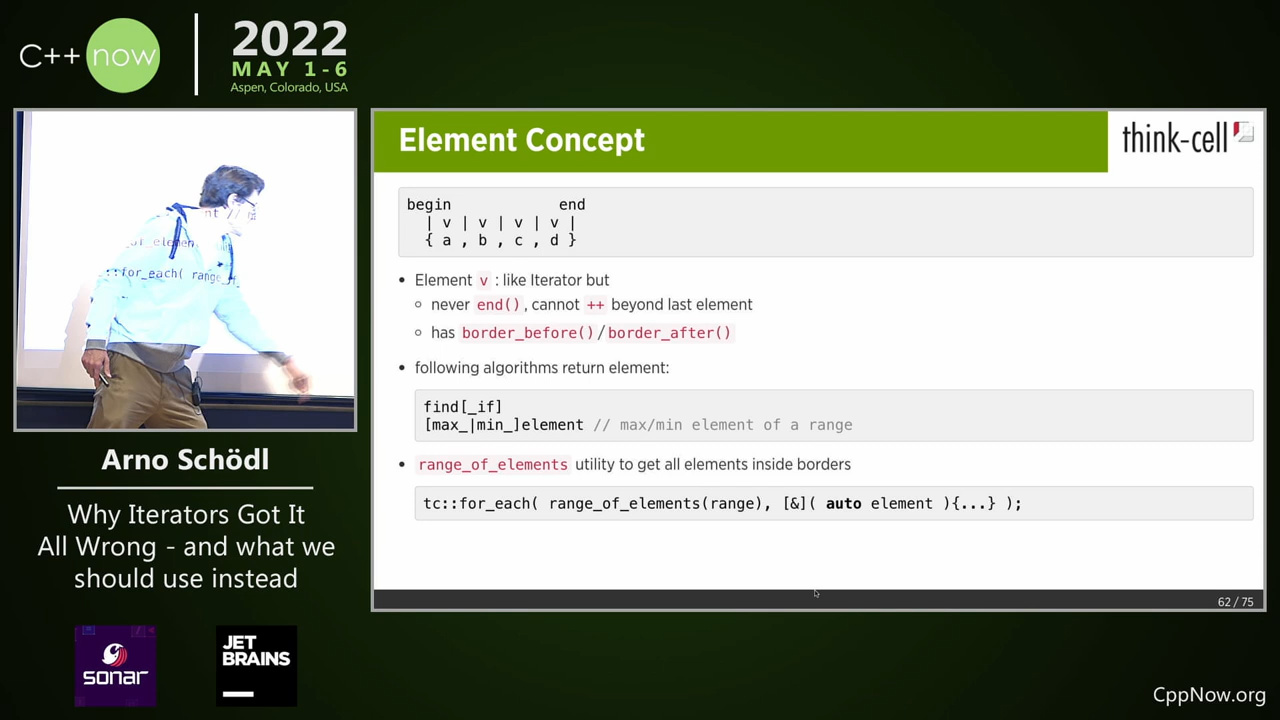 C++ now
2022
MAY 1-6
Aspen, Colorado, USA
Element Concept
think-cell
begin end
| v | v | v | v |
{ a , b , c , d }
• Element v : like Iterator but
◦ never end(), cannot ++ beyond last element
◦ has border_before()/border_after()
• following algorithms return element:
find[_if]
[max_|min_]element // max/min element of a range
• range_of_elements utility to get all elements inside borders
tc::for_each( range_of_elements(range), [&]( auto element ){...} );
62 / 75
::for_each( range_
Arno Schödl
Why Iterators Got It
All Wrong - and what we
should use instead
sonar
JET
BRAINS
CppNow.org